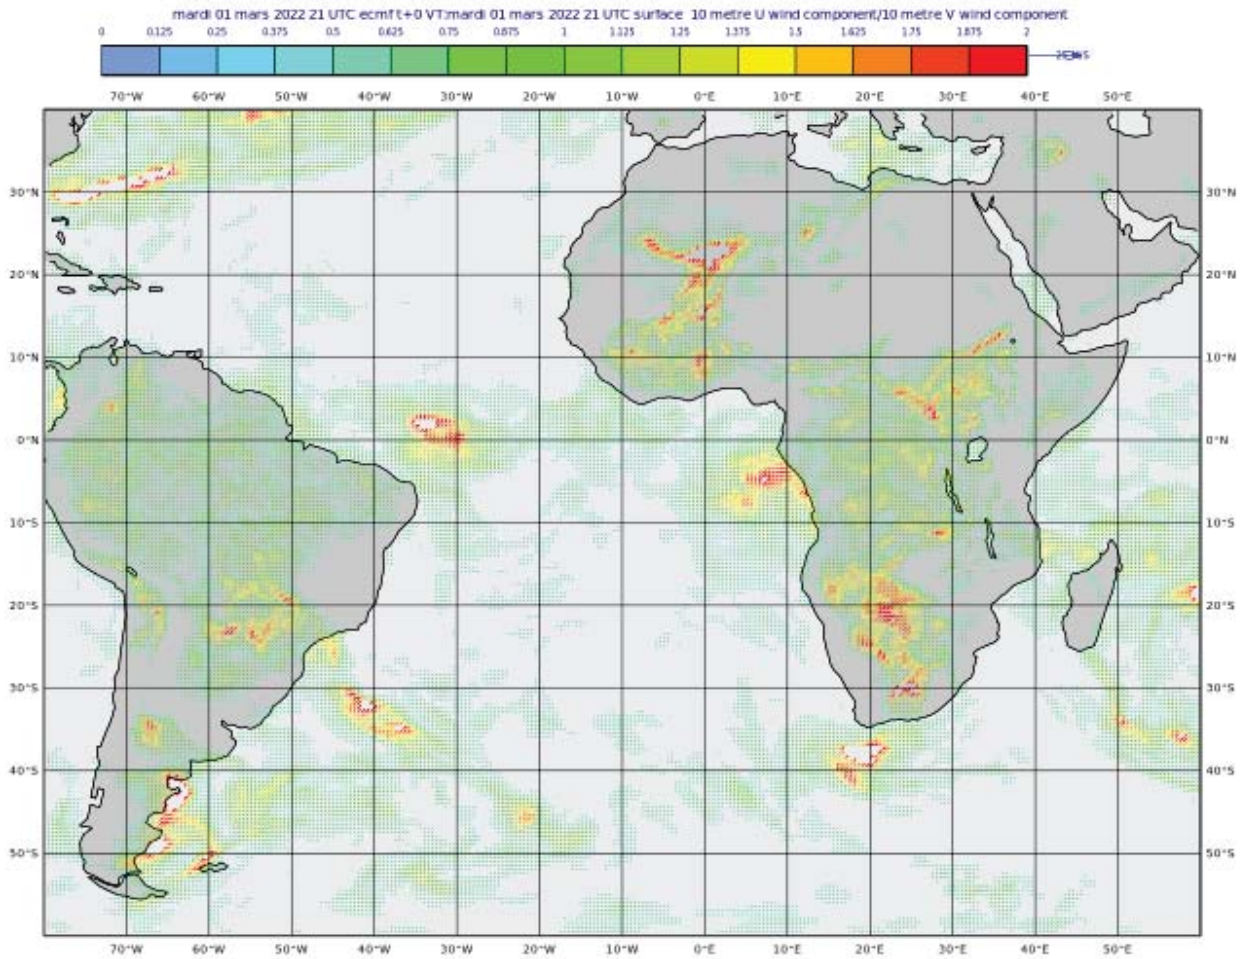 mardi 01 mars 2022 21 UTC ecmf t+0 VT:mardi 01 mars 2022 21 UTC surface 10 metre U wind component/10 metre V wind component
0 0.125 0.25 0.375 0.5 0.625 0.75 0.875 1 1.125 1.25 1.375 1.5 1.625 1.75 1.875 2
70°W 60°W 50°W 40°W 30°W 20°W 10°W 0°E 10°E 20°E 30°E 40°E 50°E
30°N 30°N
20°N 20°N
10°N 10°N
0°N 0°N
10°S 10°S
20°S 20°S
30°S 30°S
40°S 40°S
50°S 50°S
70°W 60°W 50°W 40°W 30°W 20°W 10°W 0°E 10°E 20°E 30°E 40°E 50°E